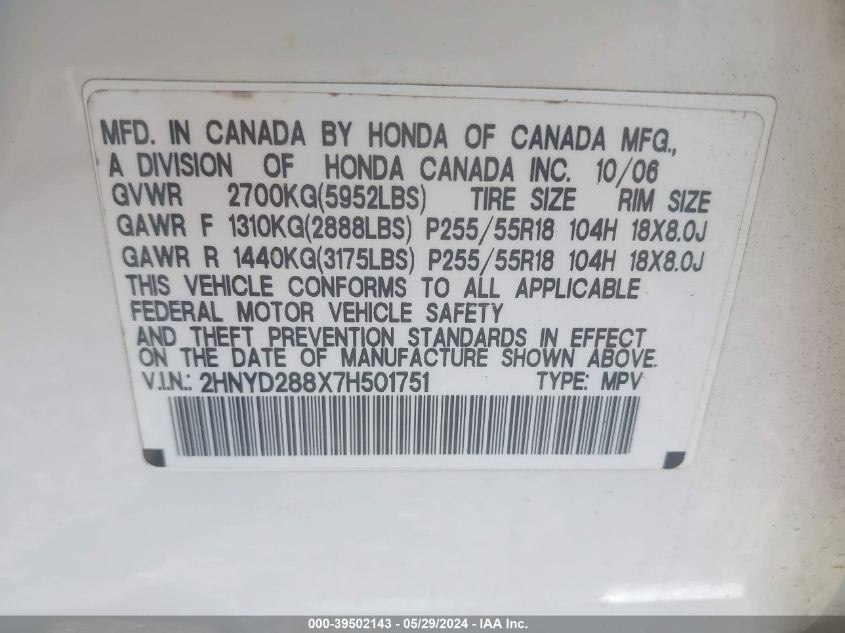 MFD. IN CANADA BY HONDA OF CANADA MFG.,
A DIVISION OF HONDA CANADA INC. 10/06
GVWR 2700KG(5952LBS) TIRE SIZE RIM SIZE
GAWR F 1310KG(2888LBS) P255/55R18 104H 18X8.0J
GAWR R 1440KG(3175LBS) P255/55R18 104H 18X8.0J
THIS VEHICLE CONFORMS TO ALL APPLICABLE
FEDERAL MOTOR VEHICLE SAFETY
AND THEFT PREVENTION STANDARDS IN EFFECT
ON THE DATE OF MANUFACTURE SHOWN ABOVE.
V.I.N.: 2HNYD288X7H501751 TYPE: MPV
000-39502143 - 05/29/2024 - IAA Inc.